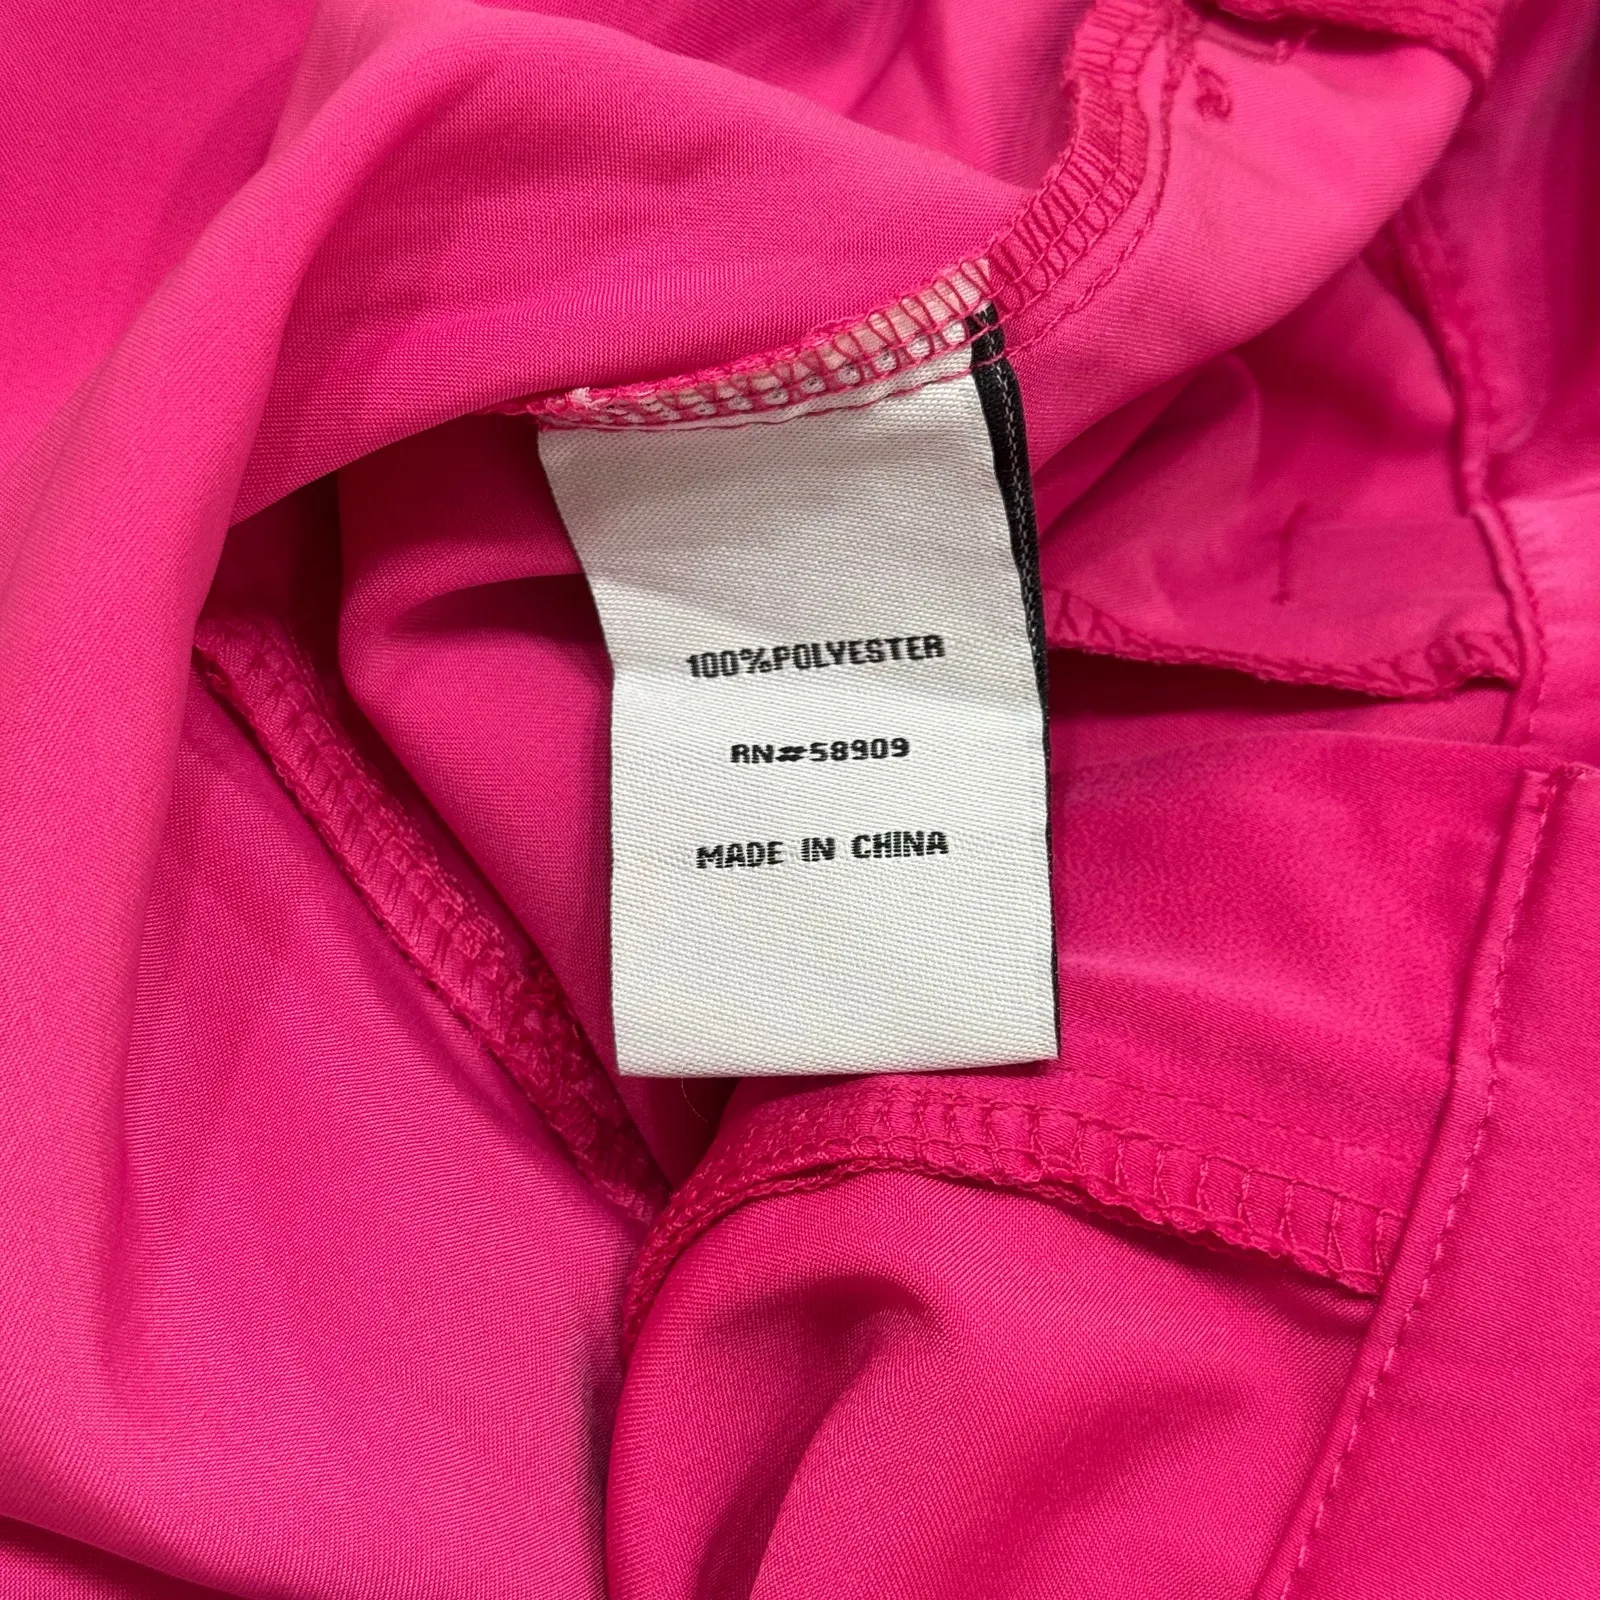 100%POLYESTER
RN#58909
MADE IN CHINA